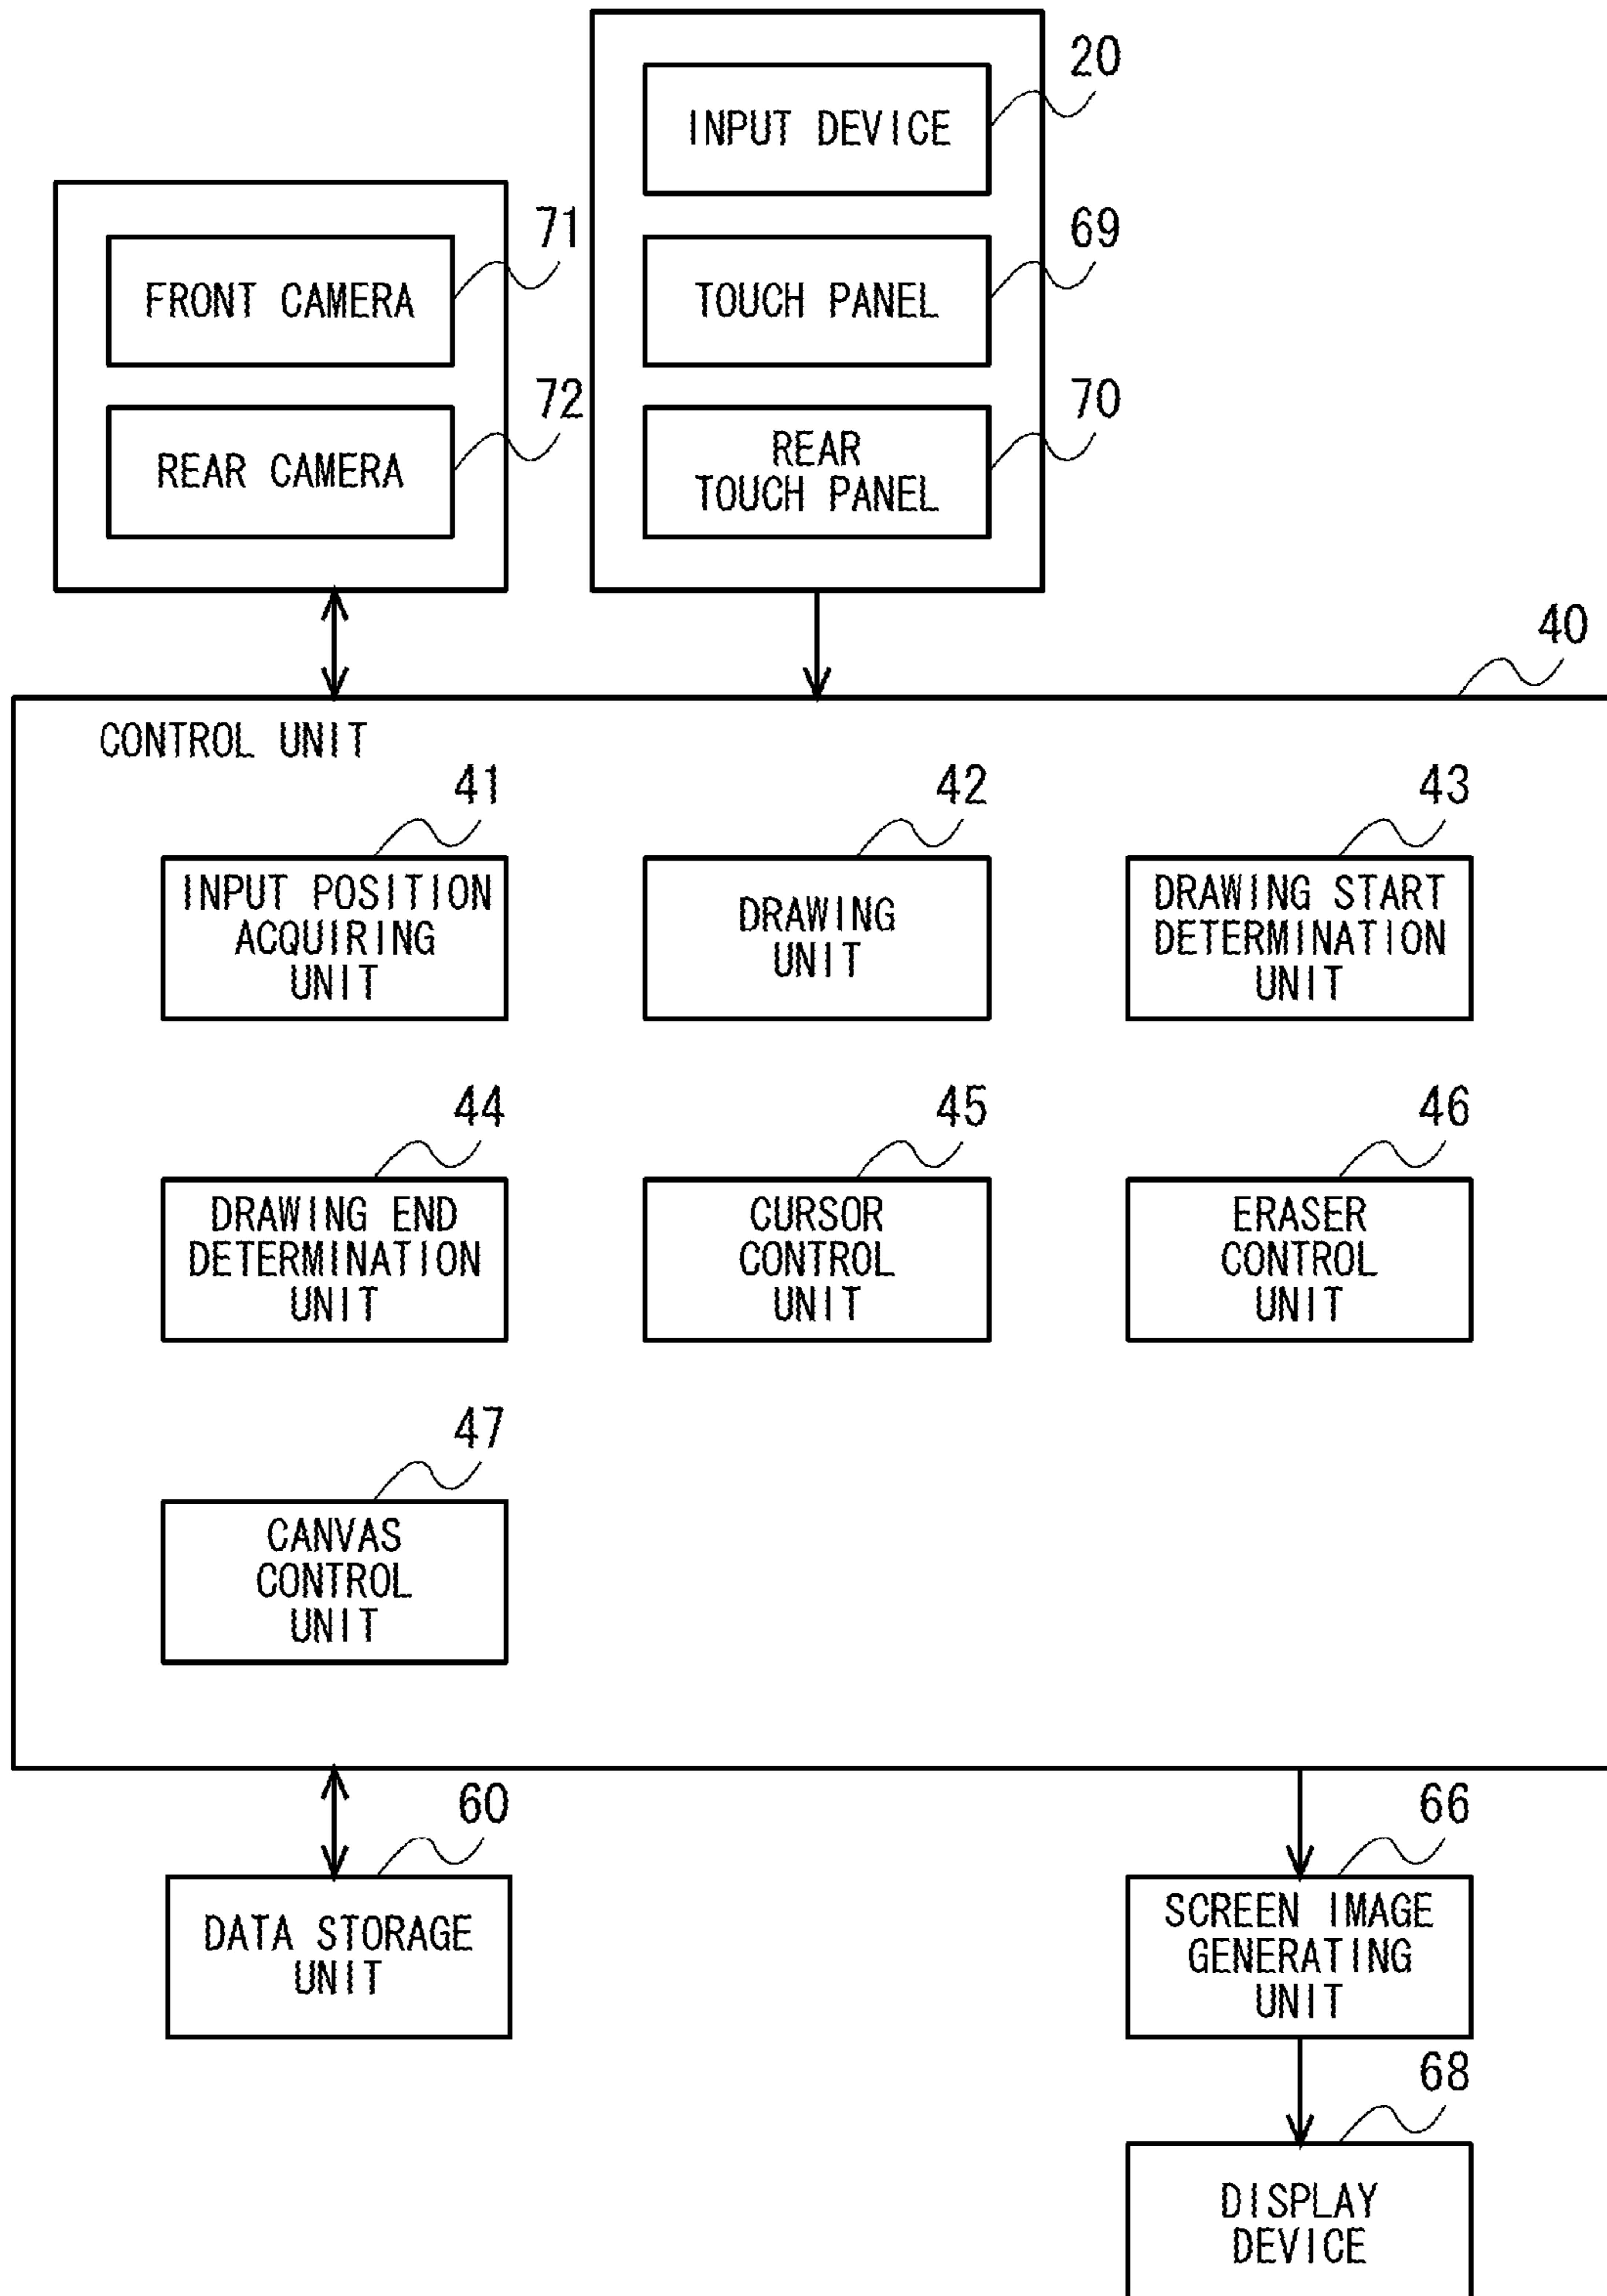 20
INPUT DEVICE
71
69
FRONT CAMERA
TOUCH PANEL
72
70
REAR CAMERA
REAR
TOUCH PANEL
40
CONTROL UNIT
41
42
43
INPUT POSITION
ACQUIRING
UNIT
DRAWING
UNIT
DRAWING START
DETERMINATION
UNIT
44
45
46
DRAWING END
DETERMINATION
UNIT
CURSOR
CONTROL
UNIT
ERASER
CONTROL
UNIT
47
CANVAS
CONTROL
UNIT
60
66
DATA STORAGE
UNIT
SCREEN IMAGE
GENERATING
UNIT
68
DISPLAY
DEVICE